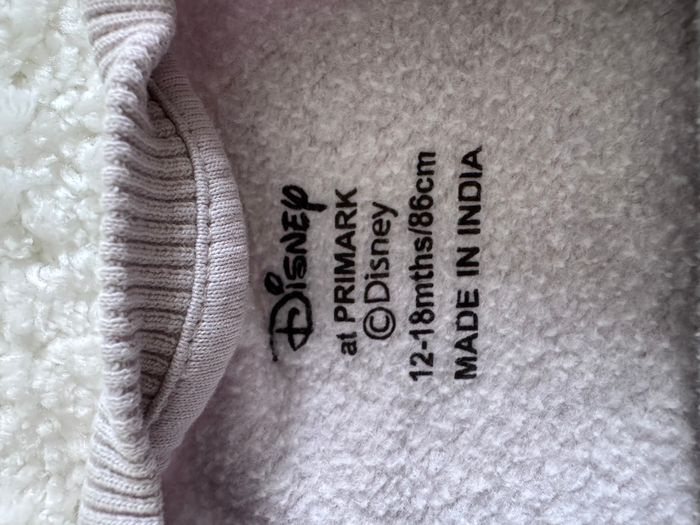 Disney
at PRIMARK
©Disney
12-18mths/86cm
MADE IN INDIA